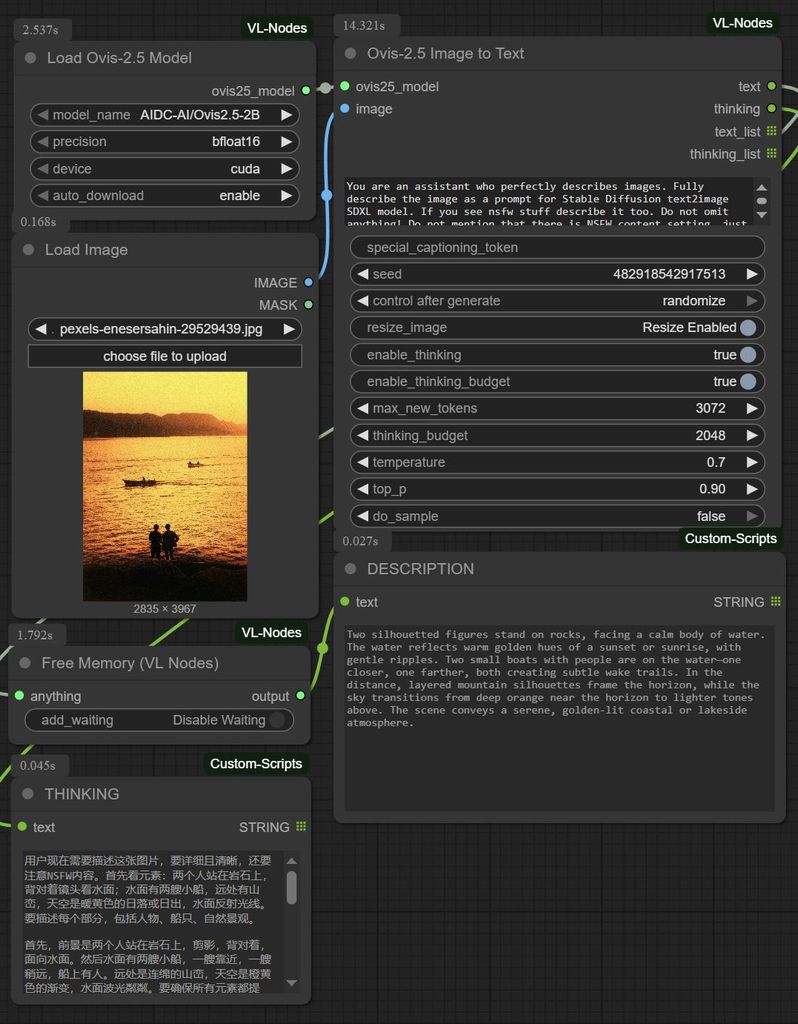 2.537s
VL-Nodes
Load Ovis-2.5 Model
ovis25_model
model_name AIDC-AI/Ovis2.5-2B
precision bfloat16
device cuda
auto_download enable
0.168s
Load Image
IMAGE
MASK
pexels-enesersahin-29529439.jpg
choose file to upload
2835 × 3967
1.792s
VL-Nodes
Free Memory (VL Nodes)
anything output
add_waiting Disable Waiting
0.045s
Custom-Scripts
THINKING
text STRING
用户现在需要描述这张图片，要详细且清晰，还要
注意NSFW内容。首先看元素：两个人站在岩石上，
背对着镜头看水面；水面有两艘小船，远处有山
峦，天空是暖黄色的日落或日出，水面反射光线。
要描述每个部分，包括人物、船只、自然景观。
首先，前景是两个人站在岩石上，剪影，背对着，
面向水面。然后水面有两艘小船，一艘靠近，一艘
稍远，船上有人。远处是连绵的山峦，天空是橙黄
色的渐变，水面波光粼粼。要确保所有元素都提
14.321s
VL-Nodes
Ovis-2.5 Image to Text
ovis25_model text
image thinking
text_list
thinking_list
You are an assistant who perfectly describes images. Fully
describe the image as a prompt for Stable Diffusion text2image
SDXL model. If you see nsfw stuff describe it too. Do not omit
anything! Do not mention that there is NSFW content setting, just
special_captioning_token
seed 482918542917513
control after generate randomize
resize_image Resize Enabled
enable_thinking true
enable_thinking_budget true
max_new_tokens 3072
thinking_budget 2048
temperature 0.7
top_p 0.90
do_sample false
0.027s
Custom-Scripts
DESCRIPTION
text STRING
Two silhouetted figures stand on rocks, facing a calm body of water.
The water reflects warm golden hues of a sunset or sunrise, with
gentle ripples. Two small boats with people are on the water—one
closer, one farther, both creating subtle wake trails. In the
distance, layered mountain silhouettes frame the horizon, while the
sky transitions from deep orange near the horizon to lighter tones
above. The scene conveys a serene, golden-lit coastal or lakeside
atmosphere.